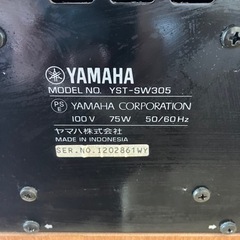 YAMAHA
MODEL NO. YST-SW305
PS
E
YAMAHA CORPORATION
100V 75W 50/60Hz
ヤマハ株式会社
MADE IN INDONESIA
SER.NO.1202861WY